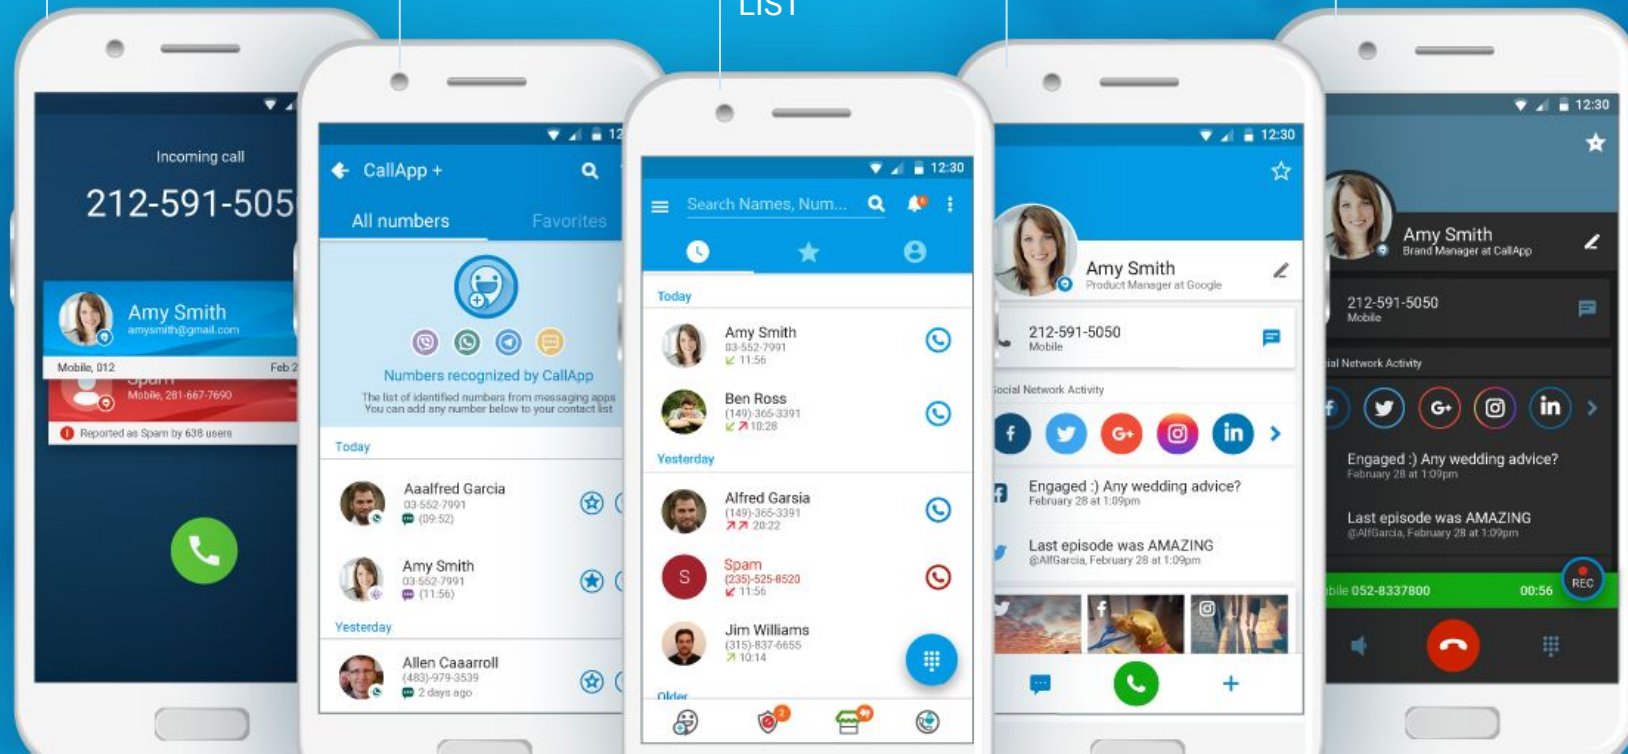 LIST
Incoming call
212-591-505
Amy Smith
amysmith@gmail.com
Mobile, 012
Feb 2
Spam
Mobile, 281-667-7690
Reported as Spam by 638 users
12
CallApp +
All numbers
Favorites
Numbers recognized by CallApp
The list of identified numbers from messaging apps
You can add any number below to your contact list
Today
Aaalfred Garcia
03-552-7991
(09:52)
Amy Smith
03-552-7991
(11:56)
Yesterday
Allen Caaarroll
(483)-979-3539
2 days ago
12:30
Search Names, Num...
Today
Amy Smith
03-552-7991
11:56
Ben Ross
(149)-365-3391
10:28
Yesterday
Alfred Garsia
(149)-365-3391
20:22
S
Spam
(235)-525-8520
11:56
Jim Williams
(315)-837-6655
10:14
Older
2
12:30
Amy Smith
Product Manager at Google
212-591-5050
Mobile
Social Network Activity
f
G+
in
Engaged :) Any wedding advice?
February 28 at 1:09pm
Last episode was AMAZING
@AlfGarcia, February 28 at 1:09pm
f
12:30
Amy Smith
Brand Manager at CallApp
212-591-5050
Mobile
ial Network Activity
f
G+
in
Engaged :) Any wedding advice?
February 28 at 1:09pm
Last episode was AMAZING
@AlfGarcia, February 28 at 1:09pm
bile 052-8337800
00:56
REC